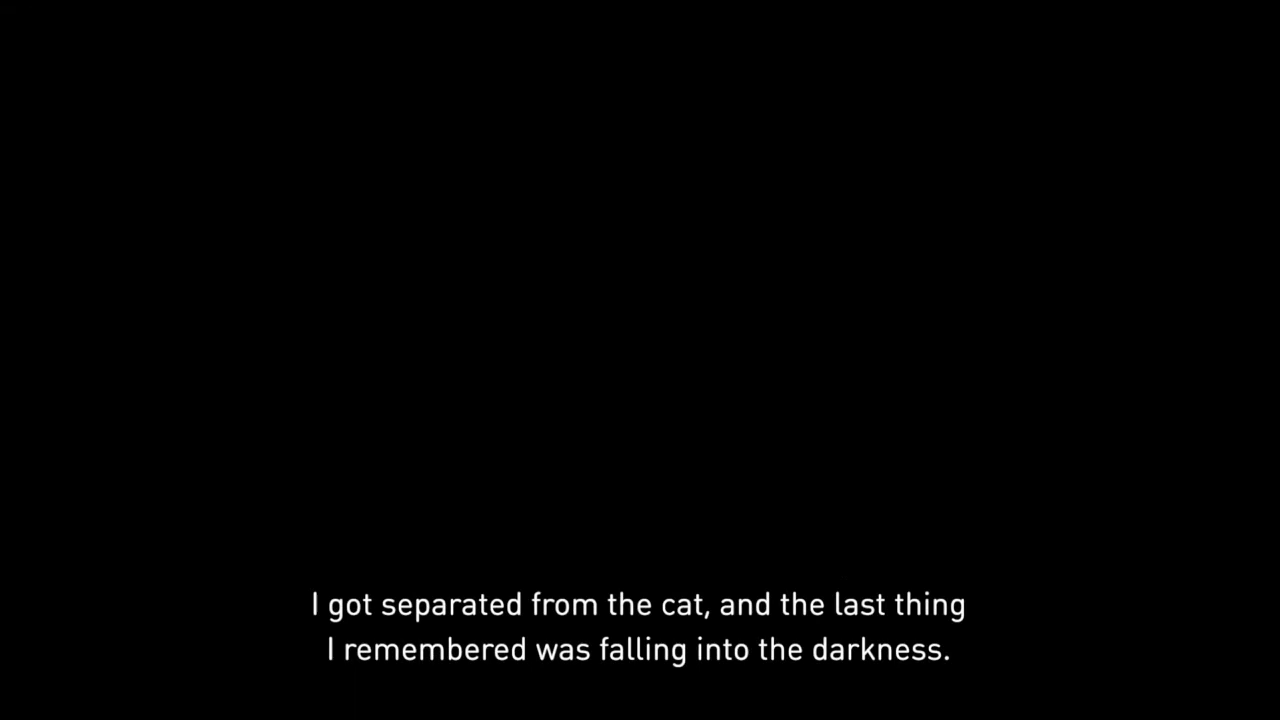 I got separated from the cat, and the last thing
I remembered was falling into the darkness.